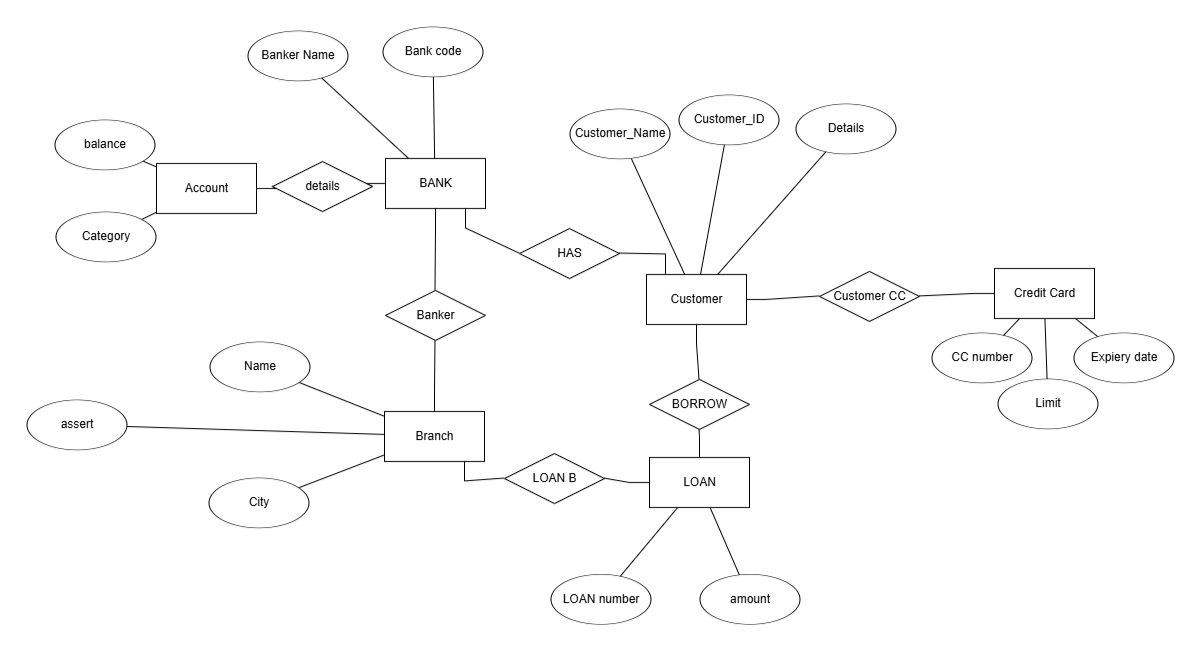 Banker Name
Bank code
Customer_Name
Customer_ID
Details
balance
Account
details
BANK
Category
HAS
Customer
Customer CC
Credit Card
Banker
CC number
Expiery date
Limit
Name
assert
Branch
BORROW
City
LOAN B
LOAN
LOAN number
amount